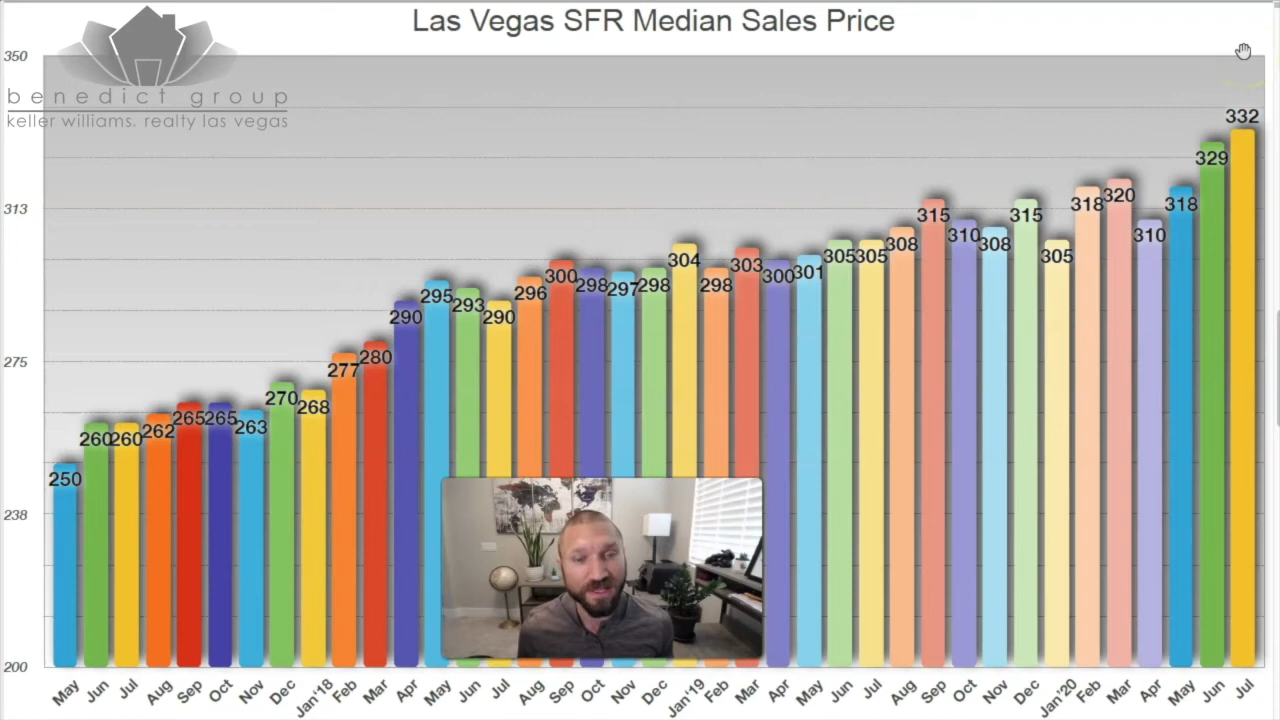 Las Vegas SFR Median Sales Price
benedict group
keller williams. realty las vegas
350
313
275
238
200
250
260
260
262
265
265
263
270
268
277
280
290
295
293
290
296
300
298
297
298
304
298
303
300
301
305
305
308
315
310
308
315
305
318
320
310
318
329
332
May
Jun
Jul
Aug
Sep
Oct
Nov
Dec
Jan'18
Feb
Mar
Apr
May
Jun
Jul
Aug
Sep
Oct
Nov
Dec
Jan'19
Feb
Mar
Apr
May
Jun
Jul
Aug
Sep
Oct
Nov
Dec
Jan'20
Feb
Mar
Apr
May
Jun
Jul